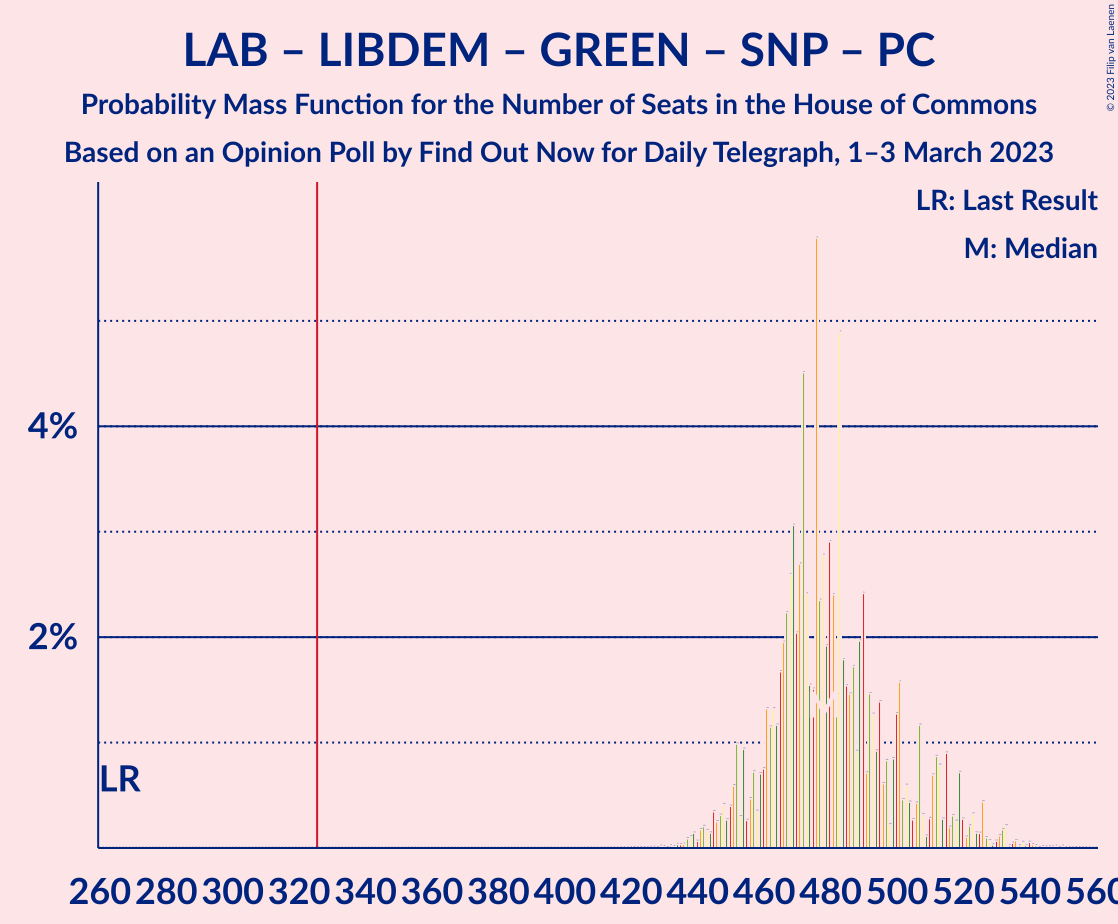 LAB – LIBDEM – GREEN – SNP – PC
Probability Mass Function for the Number of Seats in the House of Commons
Based on an Opinion Poll by Find Out Now for Daily Telegraph, 1–3 March 2023
© 2023 Filip van Laenen
LR: Last Result
M: Median
4%
2%
LR
260 280 300 320 340 360 380 400 420 440 460 480 500 520 540 560